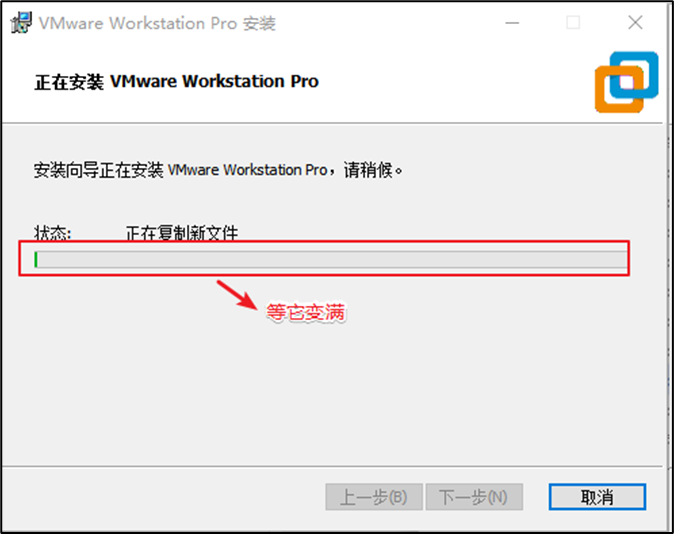 VMware Workstation Pro 安装
正在安装 VMware Workstation Pro
安装向导正在安装 VMware Workstation Pro，请稍候。
状态: 正在复制新文件
等它变满
上一步(B) 下一步(N) 取消